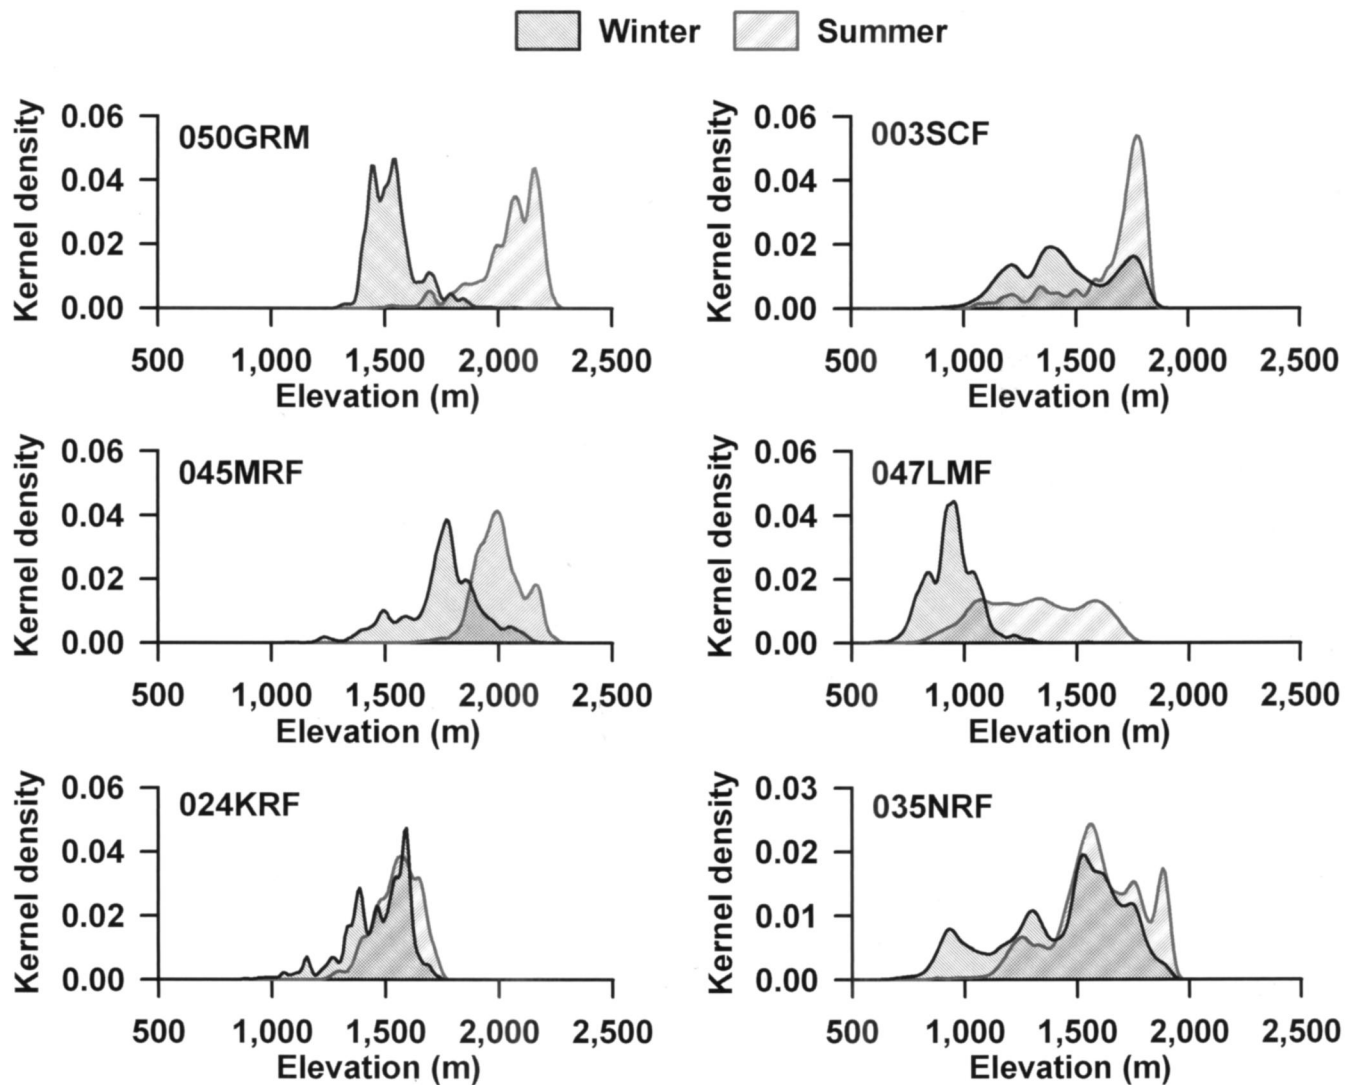 Winter Summer
Kernel density
0.06
0.04
0.02
0.00
050GRM
500 1,000 1,500 2,000 2,500
Elevation (m)
Kernel density
0.06
0.04
0.02
0.00
003SCF
500 1,000 1,500 2,000 2,500
Elevation (m)
Kernel density
0.06
0.04
0.02
0.00
045MRF
500 1,000 1,500 2,000 2,500
Elevation (m)
Kernel density
0.06
0.04
0.02
0.00
047LMF
500 1,000 1,500 2,000 2,500
Elevation (m)
Kernel density
0.06
0.04
0.02
0.00
024KRF
500 1,000 1,500 2,000 2,500
Elevation (m)
Kernel density
0.03
0.02
0.01
0.00
035NRF
500 1,000 1,500 2,000 2,500
Elevation (m)